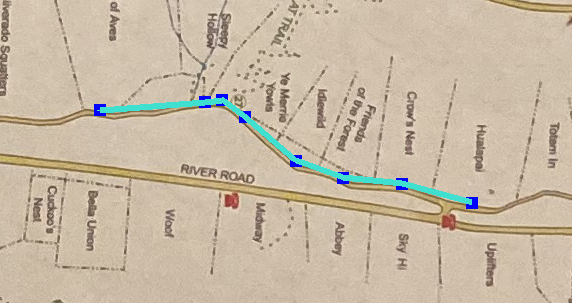 of Aves
Sleepy
Hollow
AT TRAIL
Ye Merrie
Yowls
Idlewild
Friends
of the Forest
Crow's Nest
Hualapai
Totem In
RIVER ROAD
Cuckoo's
Nest
Bella Union
Woof
Midway
Abbey
Sky Hi
Uplifters